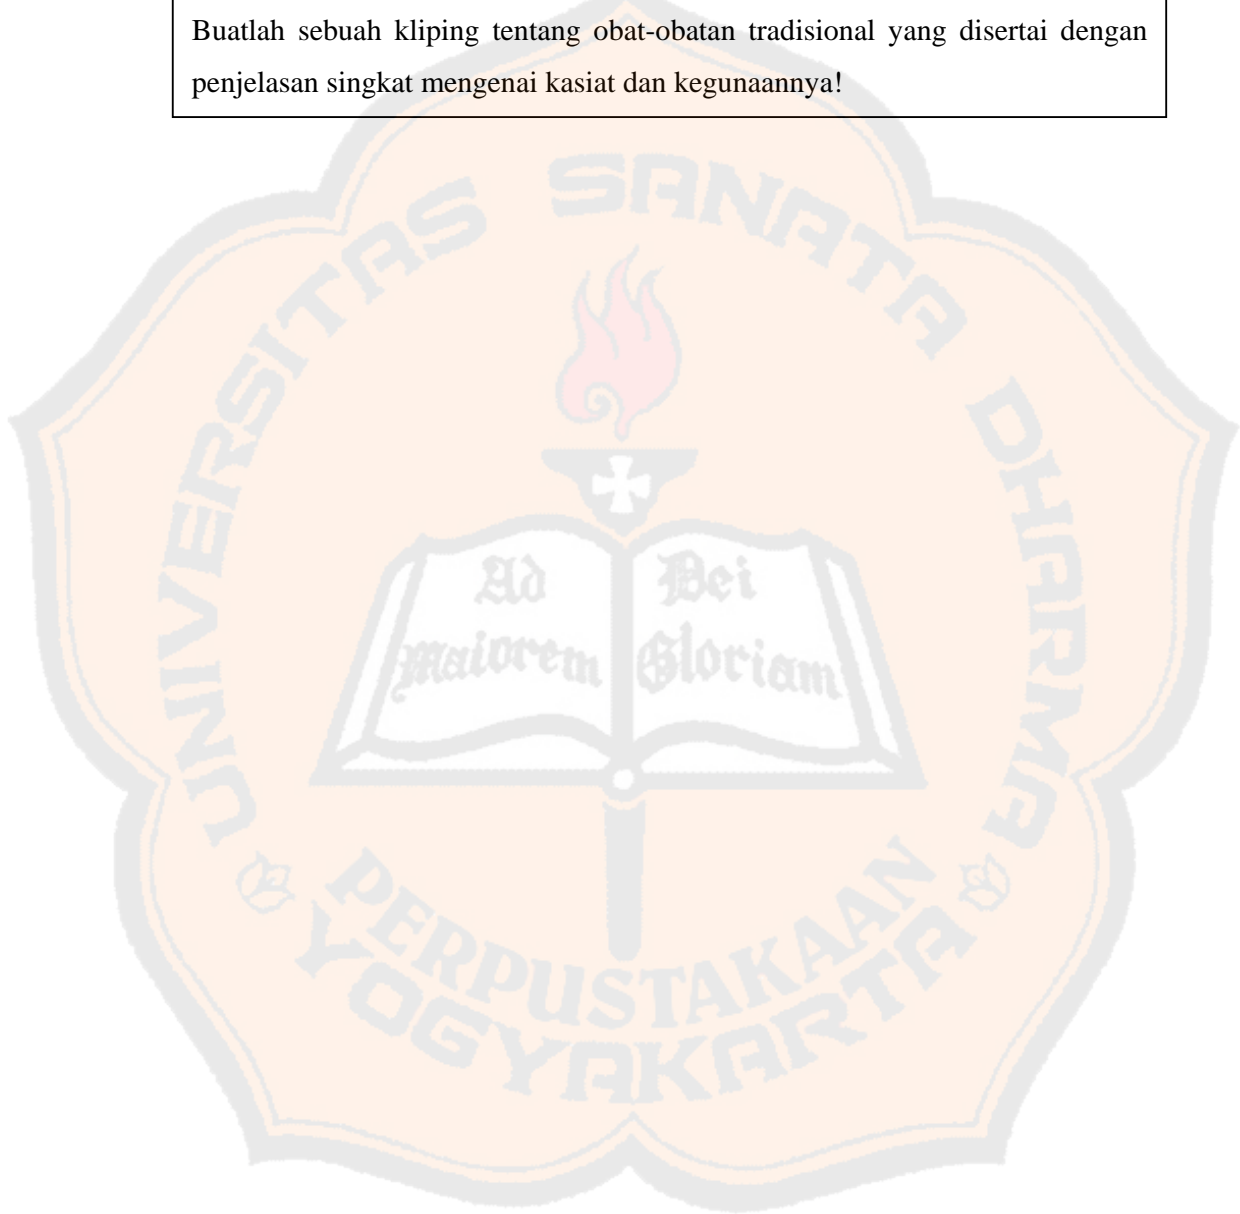 Buatlah sebuah kliping tentang obat-obatan tradisional yang disertai dengan
penjelasan singkat mengenai kasiat dan kegunaannya!
UNIVERSITAS SANATA DHARMA
Ad
maiorem
Dei
Gloriam
PERPUSTAKAAN
YOGYAKARTA